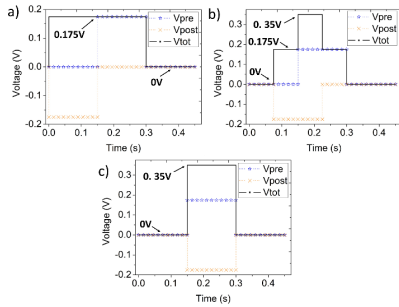 a)
0.2
0.1
0.0
-0.1
-0.2
0.0
0.1
0.2
0.3
0.4
Voltage (V)
Time (s)
0.175V
0V
Vpre
Vpost
Vtot
b)
0.4
0.3
0.2
0.1
0.0
-0.1
-0.2
0.0
0.1
0.2
0.3
0.4
Voltage (V)
Time (s)
0. 35V
0.175V
0V
Vpre
Vpost
Vtot
c)
0.4
0.3
0.2
0.1
0.0
-0.1
-0.2
0.0
0.1
0.2
0.3
0.4
Voltage (V)
Time (s)
0. 35V
0V
Vpre
Vpost
Vtot